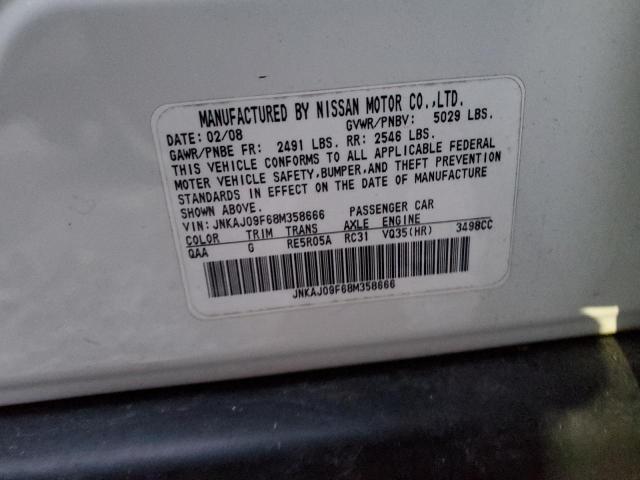 MANUFACTURED BY NISSAN MOTOR CO.,LTD.
DATE: 02/08 GVWR/PNBV: 5029 LBS.
GAWR/PNBE FR: 2491 LBS. RR: 2546 LBS.
THIS VEHICLE CONFORMS TO ALL APPLICABLE FEDERAL
MOTOR VEHICLE SAFETY,BUMPER,AND THEFT PREVENTION
STANDARDS IN EFFECT ON THE DATE OF MANUFACTURE
SHOWN ABOVE.
VIN: JNKAJ09F68M358666 PASSENGER CAR
COLOR TRIM TRANS AXLE ENGINE
QAA G RE5R05A RC31 VQ35(HR) 3498CC
JNKAJ09F68M358666